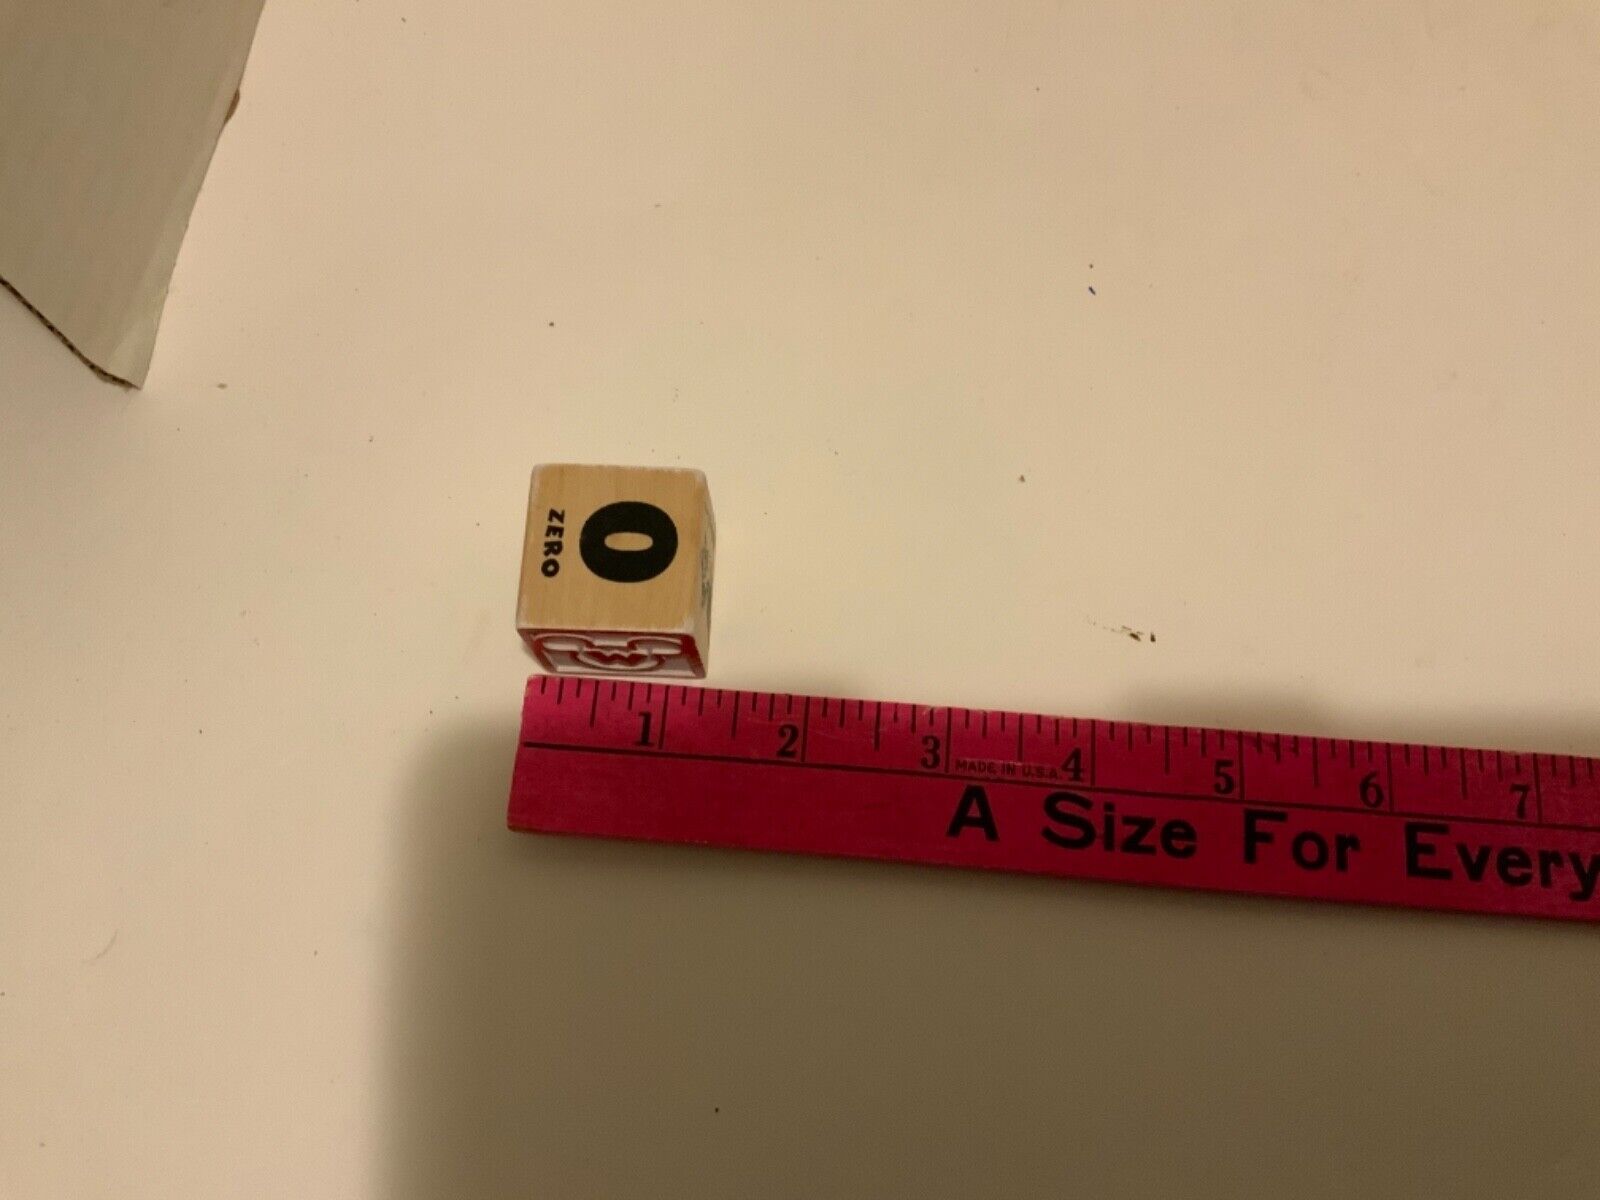 0
ZERO
W
1 2 3 4 5 6 7
MADE IN U.S.A.
A Size For Every